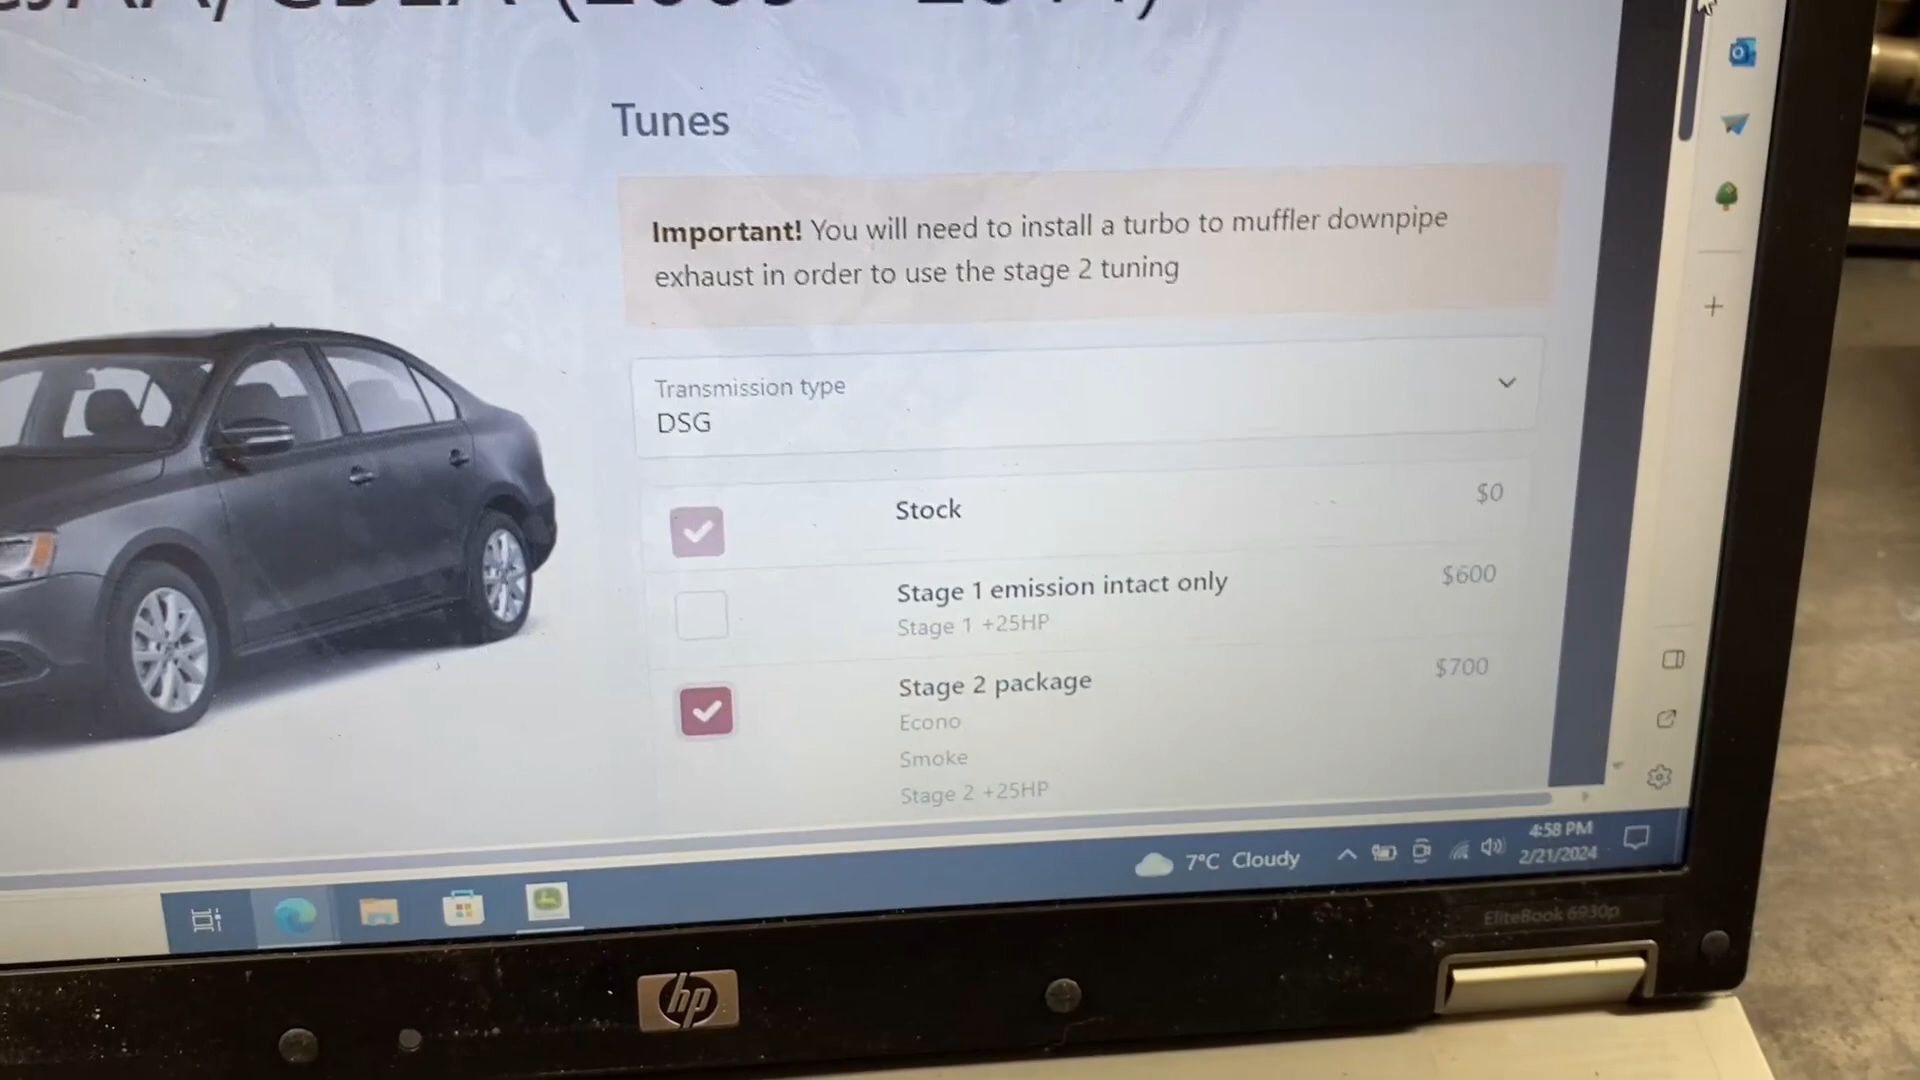 Tunes
Important! You will need to install a turbo to muffler downpipe
exhaust in order to use the stage 2 tuning
Transmission type
DSG
Stock
$0
Stage 1 emission intact only
$600
Stage 1 +25HP
Stage 2 package
$700
Econo
Smoke
Stage 2 +25HP
7°C Cloudy
4:58 PM
2/21/2024
EliteBook 6930p
hp